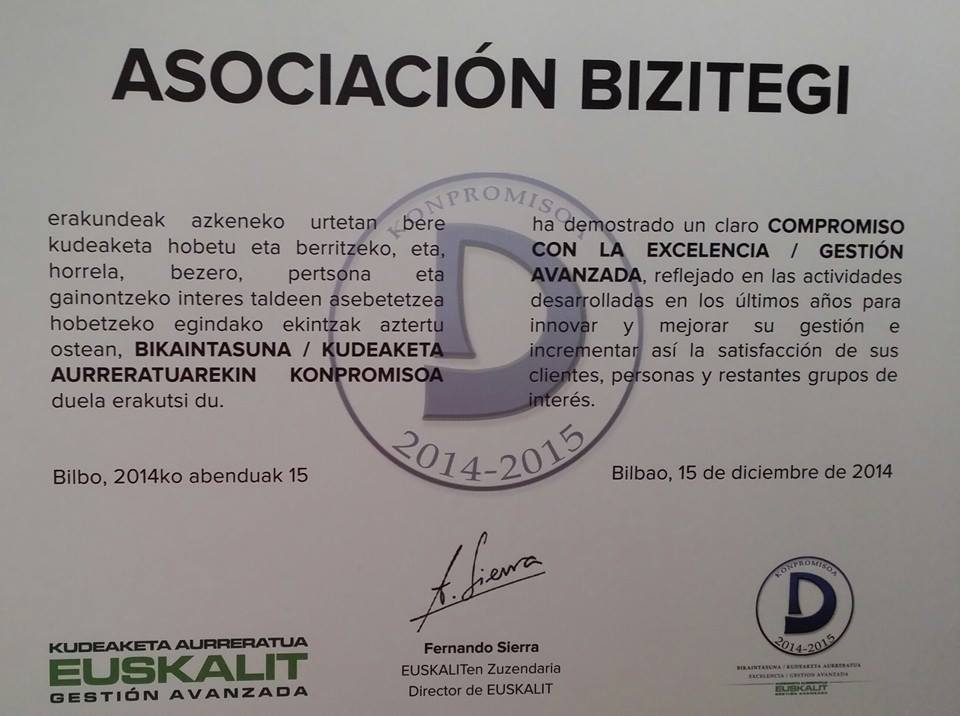 ASOCIACIÓN BIZITEGI
erakundeak azkeneko urtetan bere
kudeaketa hobetu eta berritzeko, eta,
horrela, bezero, pertsona eta
gainontzeko interes taldeen asebetetzea
hobetzeko egindako ekintzak aztertu
ostean, BIKAINTASUNA / KUDEAKETA
AURRERATUAREKIN KONPROMISOA
duela erakutsi du.
Bilbo, 2014ko abenduak 15
KONPROMISOA
D
2014-2015
ha demostrado un claro COMPROMISO
CON LA EXCELENCIA / GESTIÓN
AVANZADA, reflejado en las actividades
desarrolladas en los últimos años para
innovar y mejorar su gestión e
incrementar así la satisfacción de sus
clientes, personas y restantes grupos de
interés.
Bilbao, 15 de diciembre de 2014
KUDEAKETA AURRERATUA
EUSKALIT
GESTIÓN AVANZADA
F. Sierra
Fernando Sierra
EUSKALITen Zuzendaria
Director de EUSKALIT
KONPROMISOA
D
2014-2015
BIKAINTASUNA / KUDEAKETA AURRERATUA
EXCELENCIA / GESTIÓN AVANZADA
KUDEAKETA AURRERATUA
EUSKALIT
GESTIÓN AVANZADA